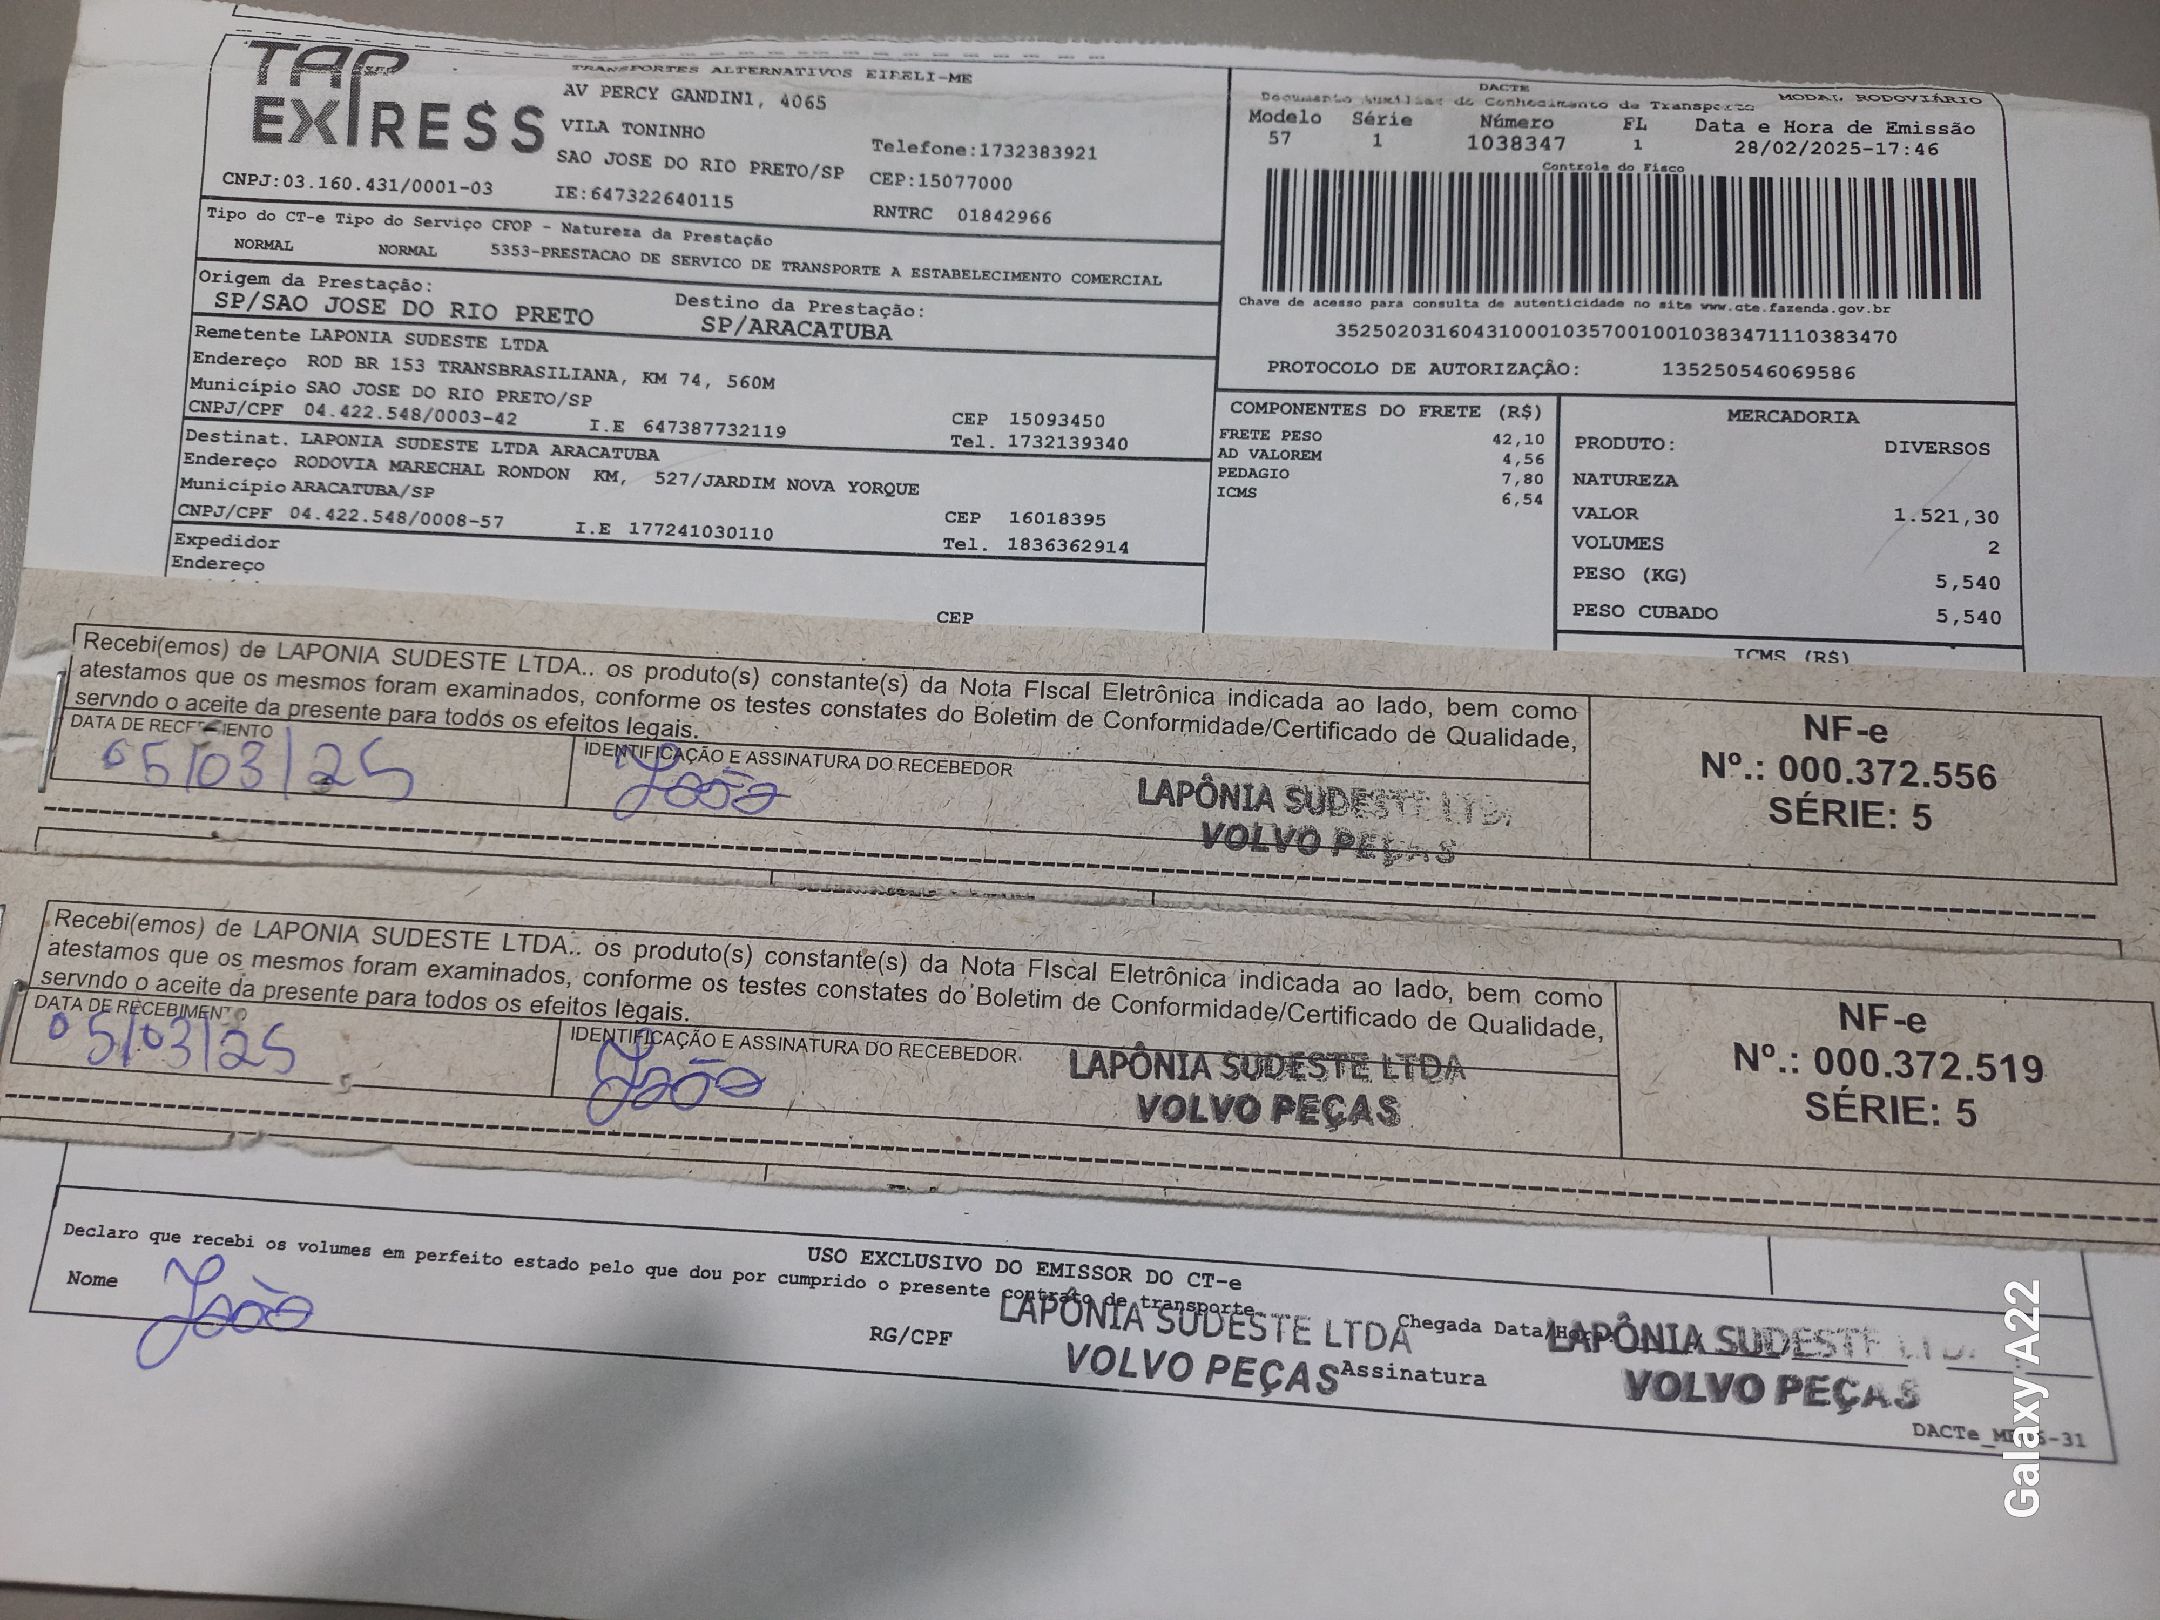 TAP
EXPRESS
TRANSPORTES ALTERNATIVOS EIRELI-ME
AV PERCY GANDINI, 4065
VILA TONINHO
SAO JOSE DO RIO PRETO/SP
Telefone:1732383921
CEP:15077000
CNPJ:03.160.431/0001-03
IE:647322640115
RNTRC 01842966
Tipo do CT-e Tipo do Serviço CFOP - Natureza da Prestação
NORMAL NORMAL 5353-PRESTACAO DE SERVICO DE TRANSPORTE A ESTABELECIMENTO COMERCIAL
Origem da Prestação:
SP/SAO JOSE DO RIO PRETO
Destino da Prestação:
SP/ARACATUBA
Remetente LAPONIA SUDESTE LTDA
Endereço ROD BR 153 TRANSBRASILIANA, KM 74, 560M
Município SAO JOSE DO RIO PRETO/SP
CEP 15093450
CNPJ/CPF 04.422.548/0003-42 I.E 647387732119 Tel. 1732139340
Destinat. LAPONIA SUDESTE LTDA ARACATUBA
Endereço RODOVIA MARECHAL RONDON KM, 527/JARDIM NOVA YORQUE
Município ARACATUBA/SP
CEP 16018395
CNPJ/CPF 04.422.548/0008-57 I.E 177241030110 Tel. 1836362914
Expedidor
Endereço
CEP
DACTE
Documento Auxiliar do Conhecimento de Transporte
MODAL RODOVIÁRIO
Modelo Série Número FL Data e Hora de Emissão
57 1 1038347 1 28/02/2025-17:46
Controle do Fisco
Chave de acesso para consulta de autenticidade no site www.cte.fazenda.gov.br
35250203160431000103570010010383471110383470
PROTOCOLO DE AUTORIZAÇÃO: 135250546069586
COMPONENTES DO FRETE (R$)
FRETE PESO 42,10
AD VALOREM 4,56
PEDAGIO 7,80
ICMS 6,54
MERCADORIA
PRODUTO: DIVERSOS
NATUREZA
VALOR 1.521,30
VOLUMES 2
PESO (KG) 5,540
PESO CUBADO 5,540
ICMS (R$)
Recebi(emos) de LAPONIA SUDESTE LTDA.. os produto(s) constante(s) da Nota FIscal Eletrônica indicada ao lado, bem como
atestamos que os mesmos foram examinados, conforme os testes constates do Boletim de Conformidade/Certificado de Qualidade,
servndo o aceite da presente para todos os efeitos legais.
DATA DE RECEBIMENTO
05/03/25
IDENTIFICAÇÃO E ASSINATURA DO RECEBEDOR
João
LAPÔNIA SUDESTE LTDA
VOLVO PEÇAS
NF-e
Nº.: 000.372.556
SÉRIE: 5
Recebi(emos) de LAPONIA SUDESTE LTDA.. os produto(s) constante(s) da Nota FIscal Eletrônica indicada ao lado, bem como
atestamos que os mesmos foram examinados, conforme os testes constates do Boletim de Conformidade/Certificado de Qualidade,
servndo o aceite da presente para todos os efeitos legais.
DATA DE RECEBIMENTO
05/03/25
IDENTIFICAÇÃO E ASSINATURA DO RECEBEDOR
João
LAPÔNIA SUDESTE LTDA
VOLVO PEÇAS
NF-e
Nº.: 000.372.519
SÉRIE: 5
USO EXCLUSIVO DO EMISSOR DO CT-e
Declaro que recebi os volumes em perfeito estado pelo que dou por cumprido o presente contrato de transporte.
Nome João
RG/CPF
LAPÔNIA SUDESTE LTDA
VOLVO PEÇAS
Chegada Data/Hora
Assinatura
LAPÔNIA SUDESTE LTDA
VOLVO PEÇAS
Galaxy A22